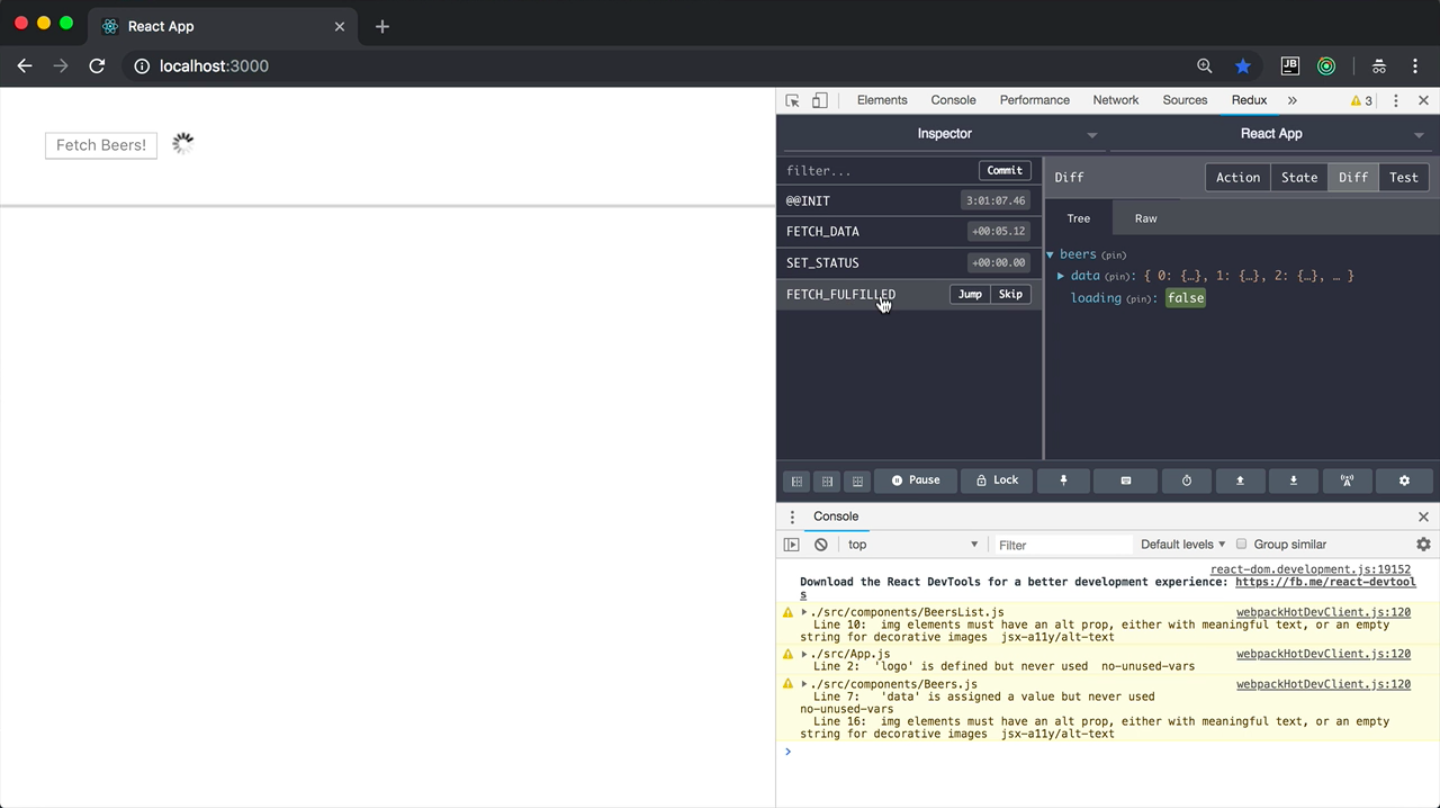 React App
localhost:3000
JB
Fetch Beers!
Elements Console Performance Network Sources Redux » 3
Inspector React App
filter... Commit
@@INIT 3:01:07.46
FETCH_DATA +00:05.12
SET_STATUS +00:00.00
FETCH_FULFILLED Jump Skip
Diff Action State Diff Test
Tree Raw
beers (pin)
data (pin): { 0: {…}, 1: {…}, 2: {…}, … }
loading (pin): false
Pause Lock
Console
top Filter Default levels Group similar
react-dom.development.js:19152
Download the React DevTools for a better development experience: https://fb.me/react-devtool
s
./src/components/BeersList.js webpackHotDevClient.js:120
Line 10: img elements must have an alt prop, either with meaningful text, or an empty
string for decorative images jsx-a11y/alt-text
./src/App.js webpackHotDevClient.js:120
Line 2: 'logo' is defined but never used no-unused-vars
./src/components/Beers.js webpackHotDevClient.js:120
Line 7: 'data' is assigned a value but never used
no-unused-vars
Line 16: img elements must have an alt prop, either with meaningful text, or an empty
string for decorative images jsx-a11y/alt-text